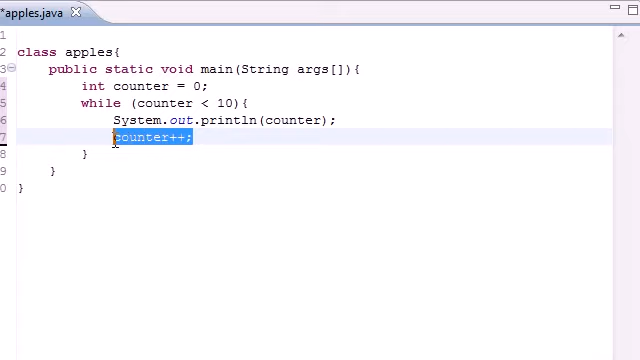 *apples.java
1
2 class apples{
3 public static void main(String args[]){
4 int counter = 0;
5 while (counter < 10){
6 System.out.println(counter);
7 counter++;
8 }
9 }
0 }